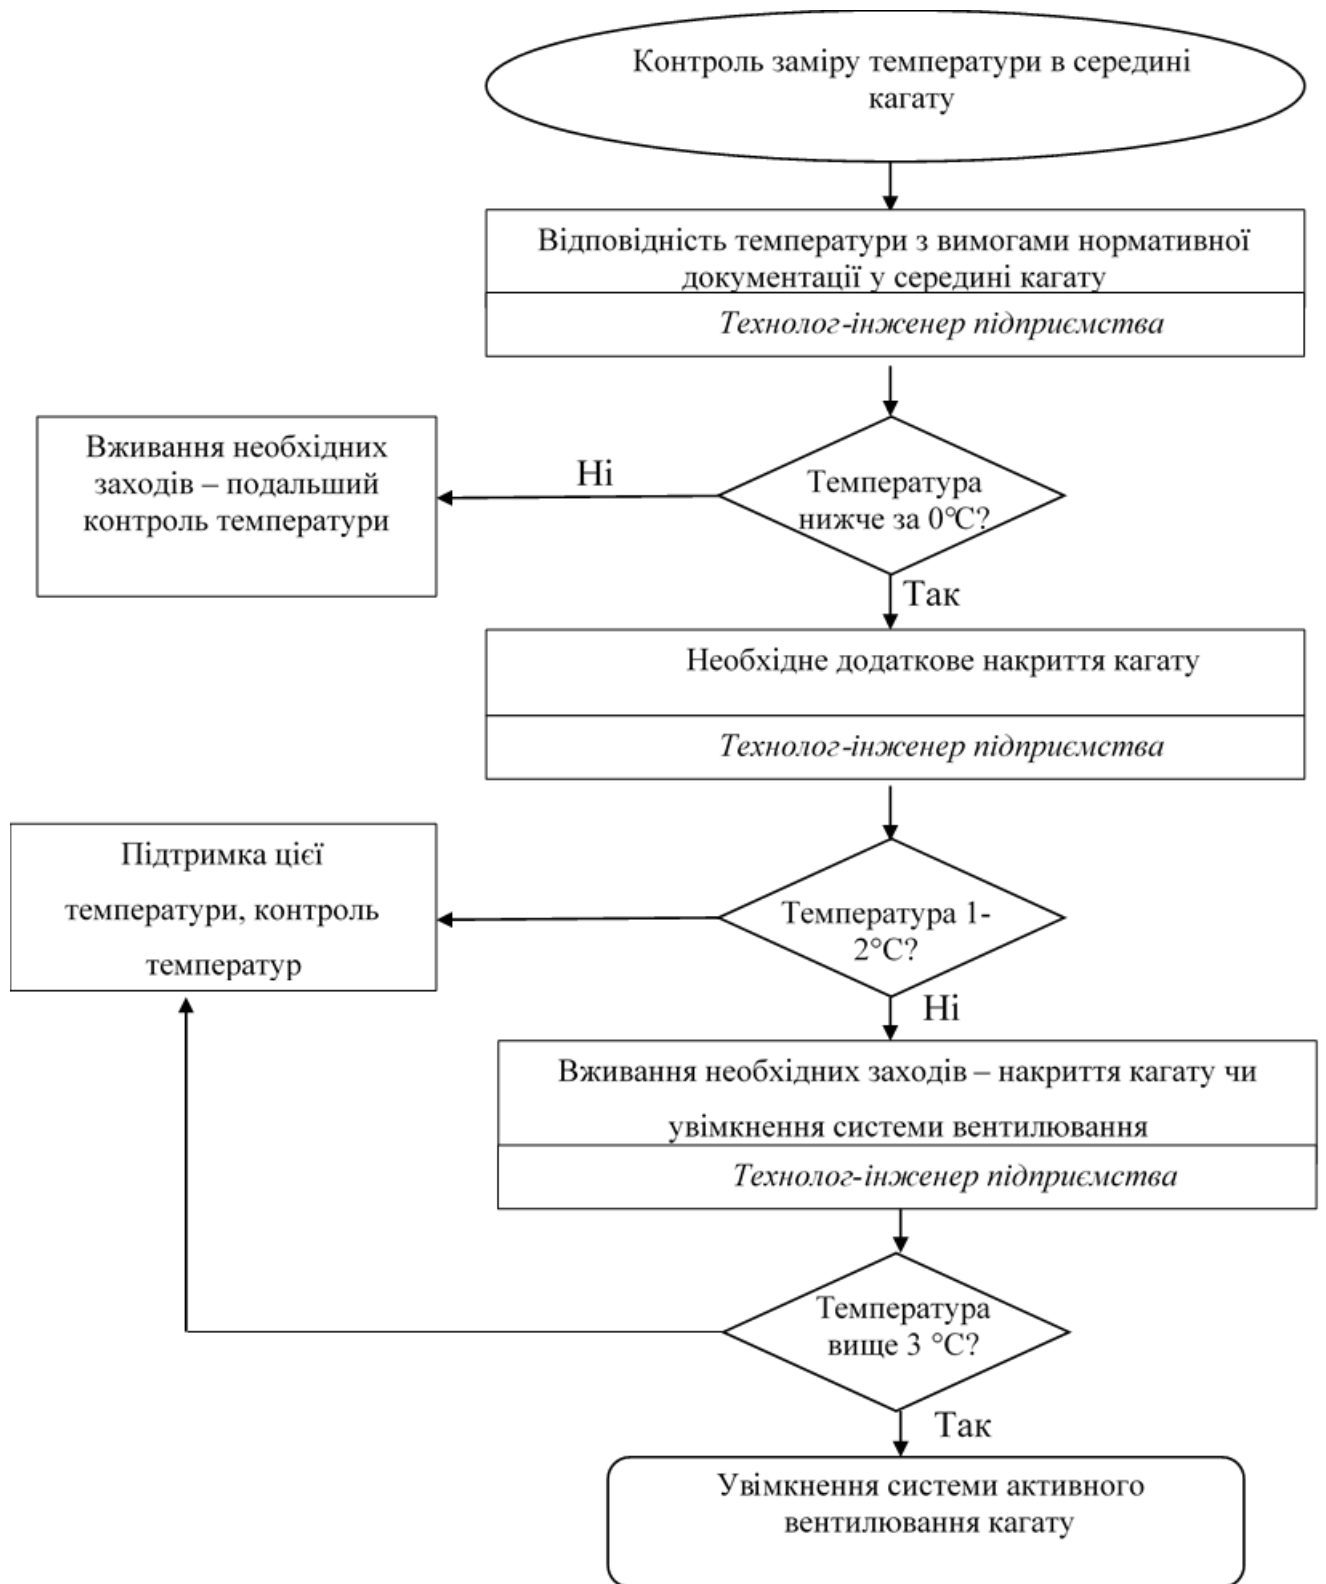 Контроль заміру температури в середині
кагату
Відповідність температури з вимогами нормативної
документації у середині кагату
Технолог-інженер підприємства
Вживання необхідних
заходів – подальший
контроль температури
Ні
Температура
нижче за 0℃?
Так
Необхідне додаткове накриття кагату
Технолог-інженер підприємства
Підтримка цієї
температури, контроль
температур
Температура 1-
2°С?
Ні
Вживання необхідних заходів – накриття кагату чи
увімкнення системи вентилювання
Технолог-інженер підприємства
Температура
вище 3 °С?
Так
Увімкнення системи активного
вентилювання кагату